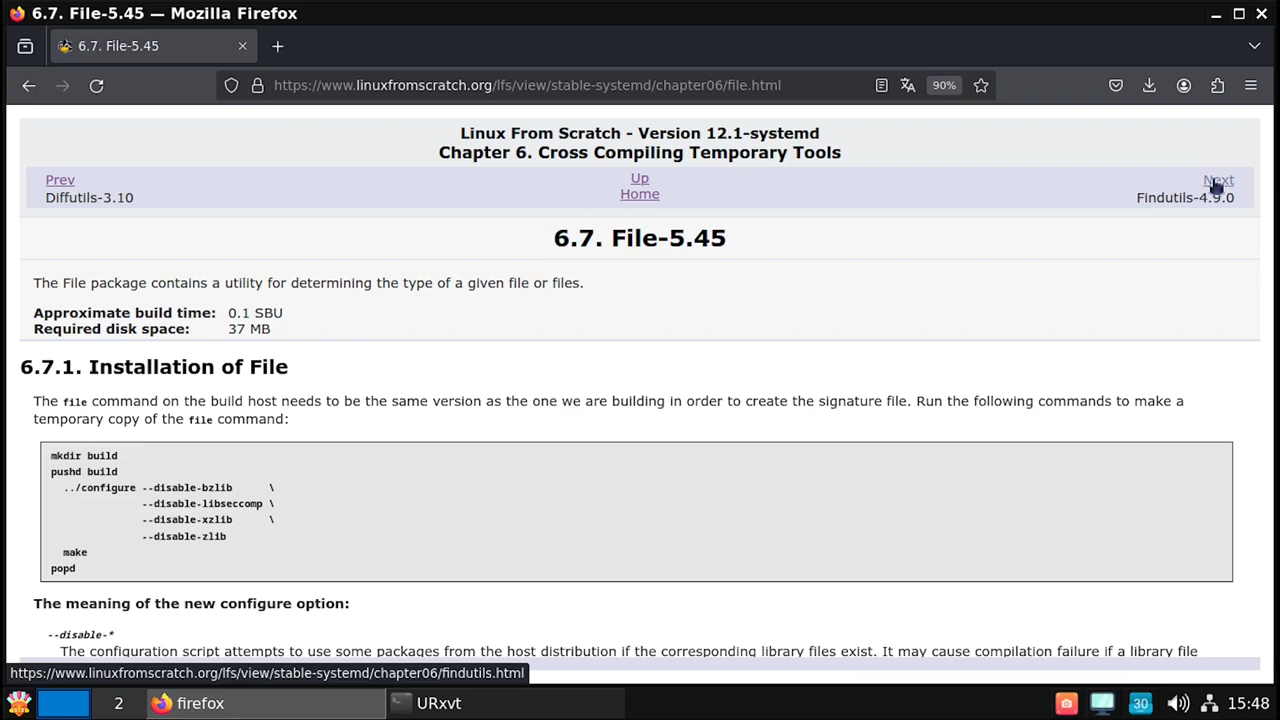 6.7. File-5.45 — Mozilla Firefox
6.7. File-5.45
https://www.linuxfromscratch.org/lfs/view/stable-systemd/chapter06/file.html
90%
Linux From Scratch - Version 12.1-systemd
Chapter 6. Cross Compiling Temporary Tools
Prev
Up
Next
Diffutils-3.10
Home
Findutils-4.9.0
6.7. File-5.45
The File package contains a utility for determining the type of a given file or files.
Approximate build time: 0.1 SBU
Required disk space: 37 MB
6.7.1. Installation of File
The file command on the build host needs to be the same version as the one we are building in order to create the signature file. Run the following commands to make a
temporary copy of the file command:
mkdir build
pushd build
../configure --disable-bzlib \
--disable-libseccomp \
--disable-xzlib \
--disable-zlib
make
popd
The meaning of the new configure option:
--disable-*
The configuration script attempts to use some packages from the host distribution if the corresponding library files exist. It may cause compilation failure if a library file
https://www.linuxfromscratch.org/lfs/view/stable-systemd/chapter06/findutils.html
2
firefox
URxvt
30
15:48